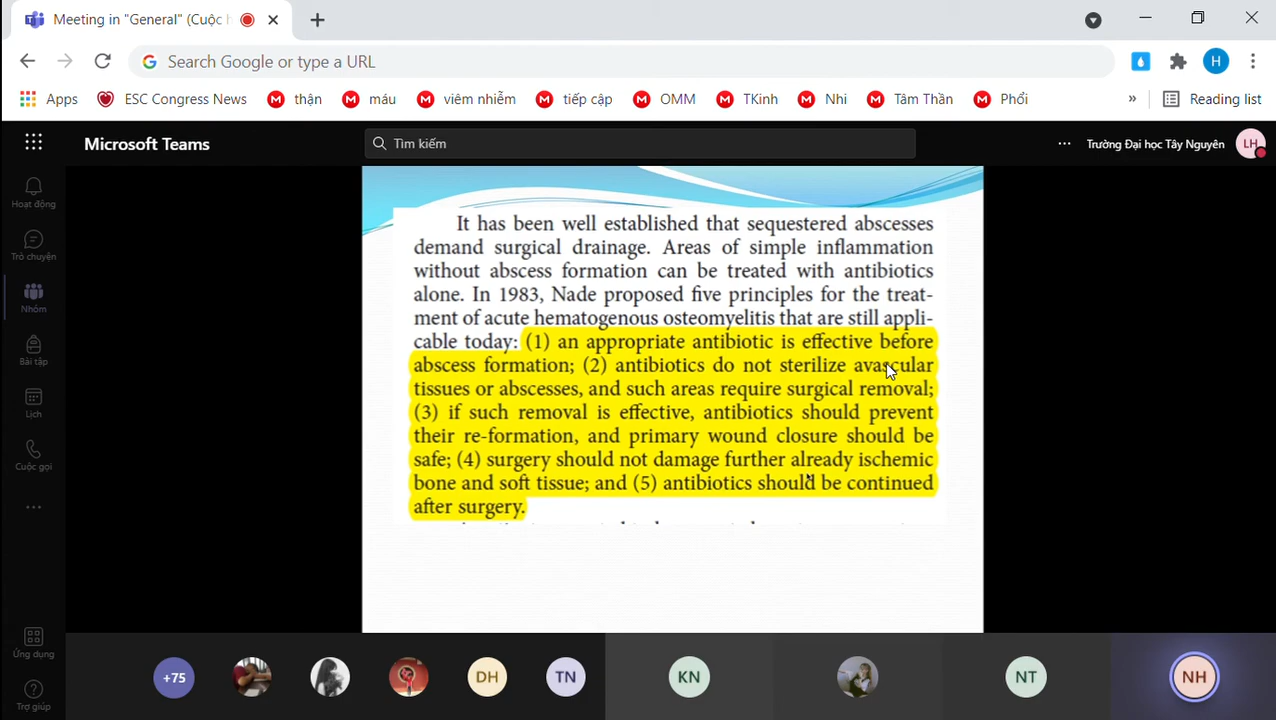 Meeting in "General" (Cuộc h
Search Google or type a URL
H
Apps
ESC Congress News
thận
máu
viêm nhiễm
tiếp cập
OMM
TKinh
Nhi
Tâm Thần
Phổi
»
Reading list
Microsoft Teams
Tìm kiếm
Trường Đại học Tây Nguyên
LH
Hoạt động
Trò chuyện
Nhóm
Bài tập
Lịch
Cuộc gọi
Ứng dụng
Trợ giúp
It has been well established that sequestered abscesses
demand surgical drainage. Areas of simple inflammation
without abscess formation can be treated with antibiotics
alone. In 1983, Nade proposed five principles for the treat-
ment of acute hematogenous osteomyelitis that are still appli-
cable today: (1) an appropriate antibiotic is effective before
abscess formation; (2) antibiotics do not sterilize avascular
tissues or abscesses, and such areas require surgical removal;
(3) if such removal is effective, antibiotics should prevent
their re-formation, and primary wound closure should be
safe; (4) surgery should not damage further already ischemic
bone and soft tissue; and (5) antibiotics should be continued
after surgery.
+75
DH
TN
KN
NT
NH